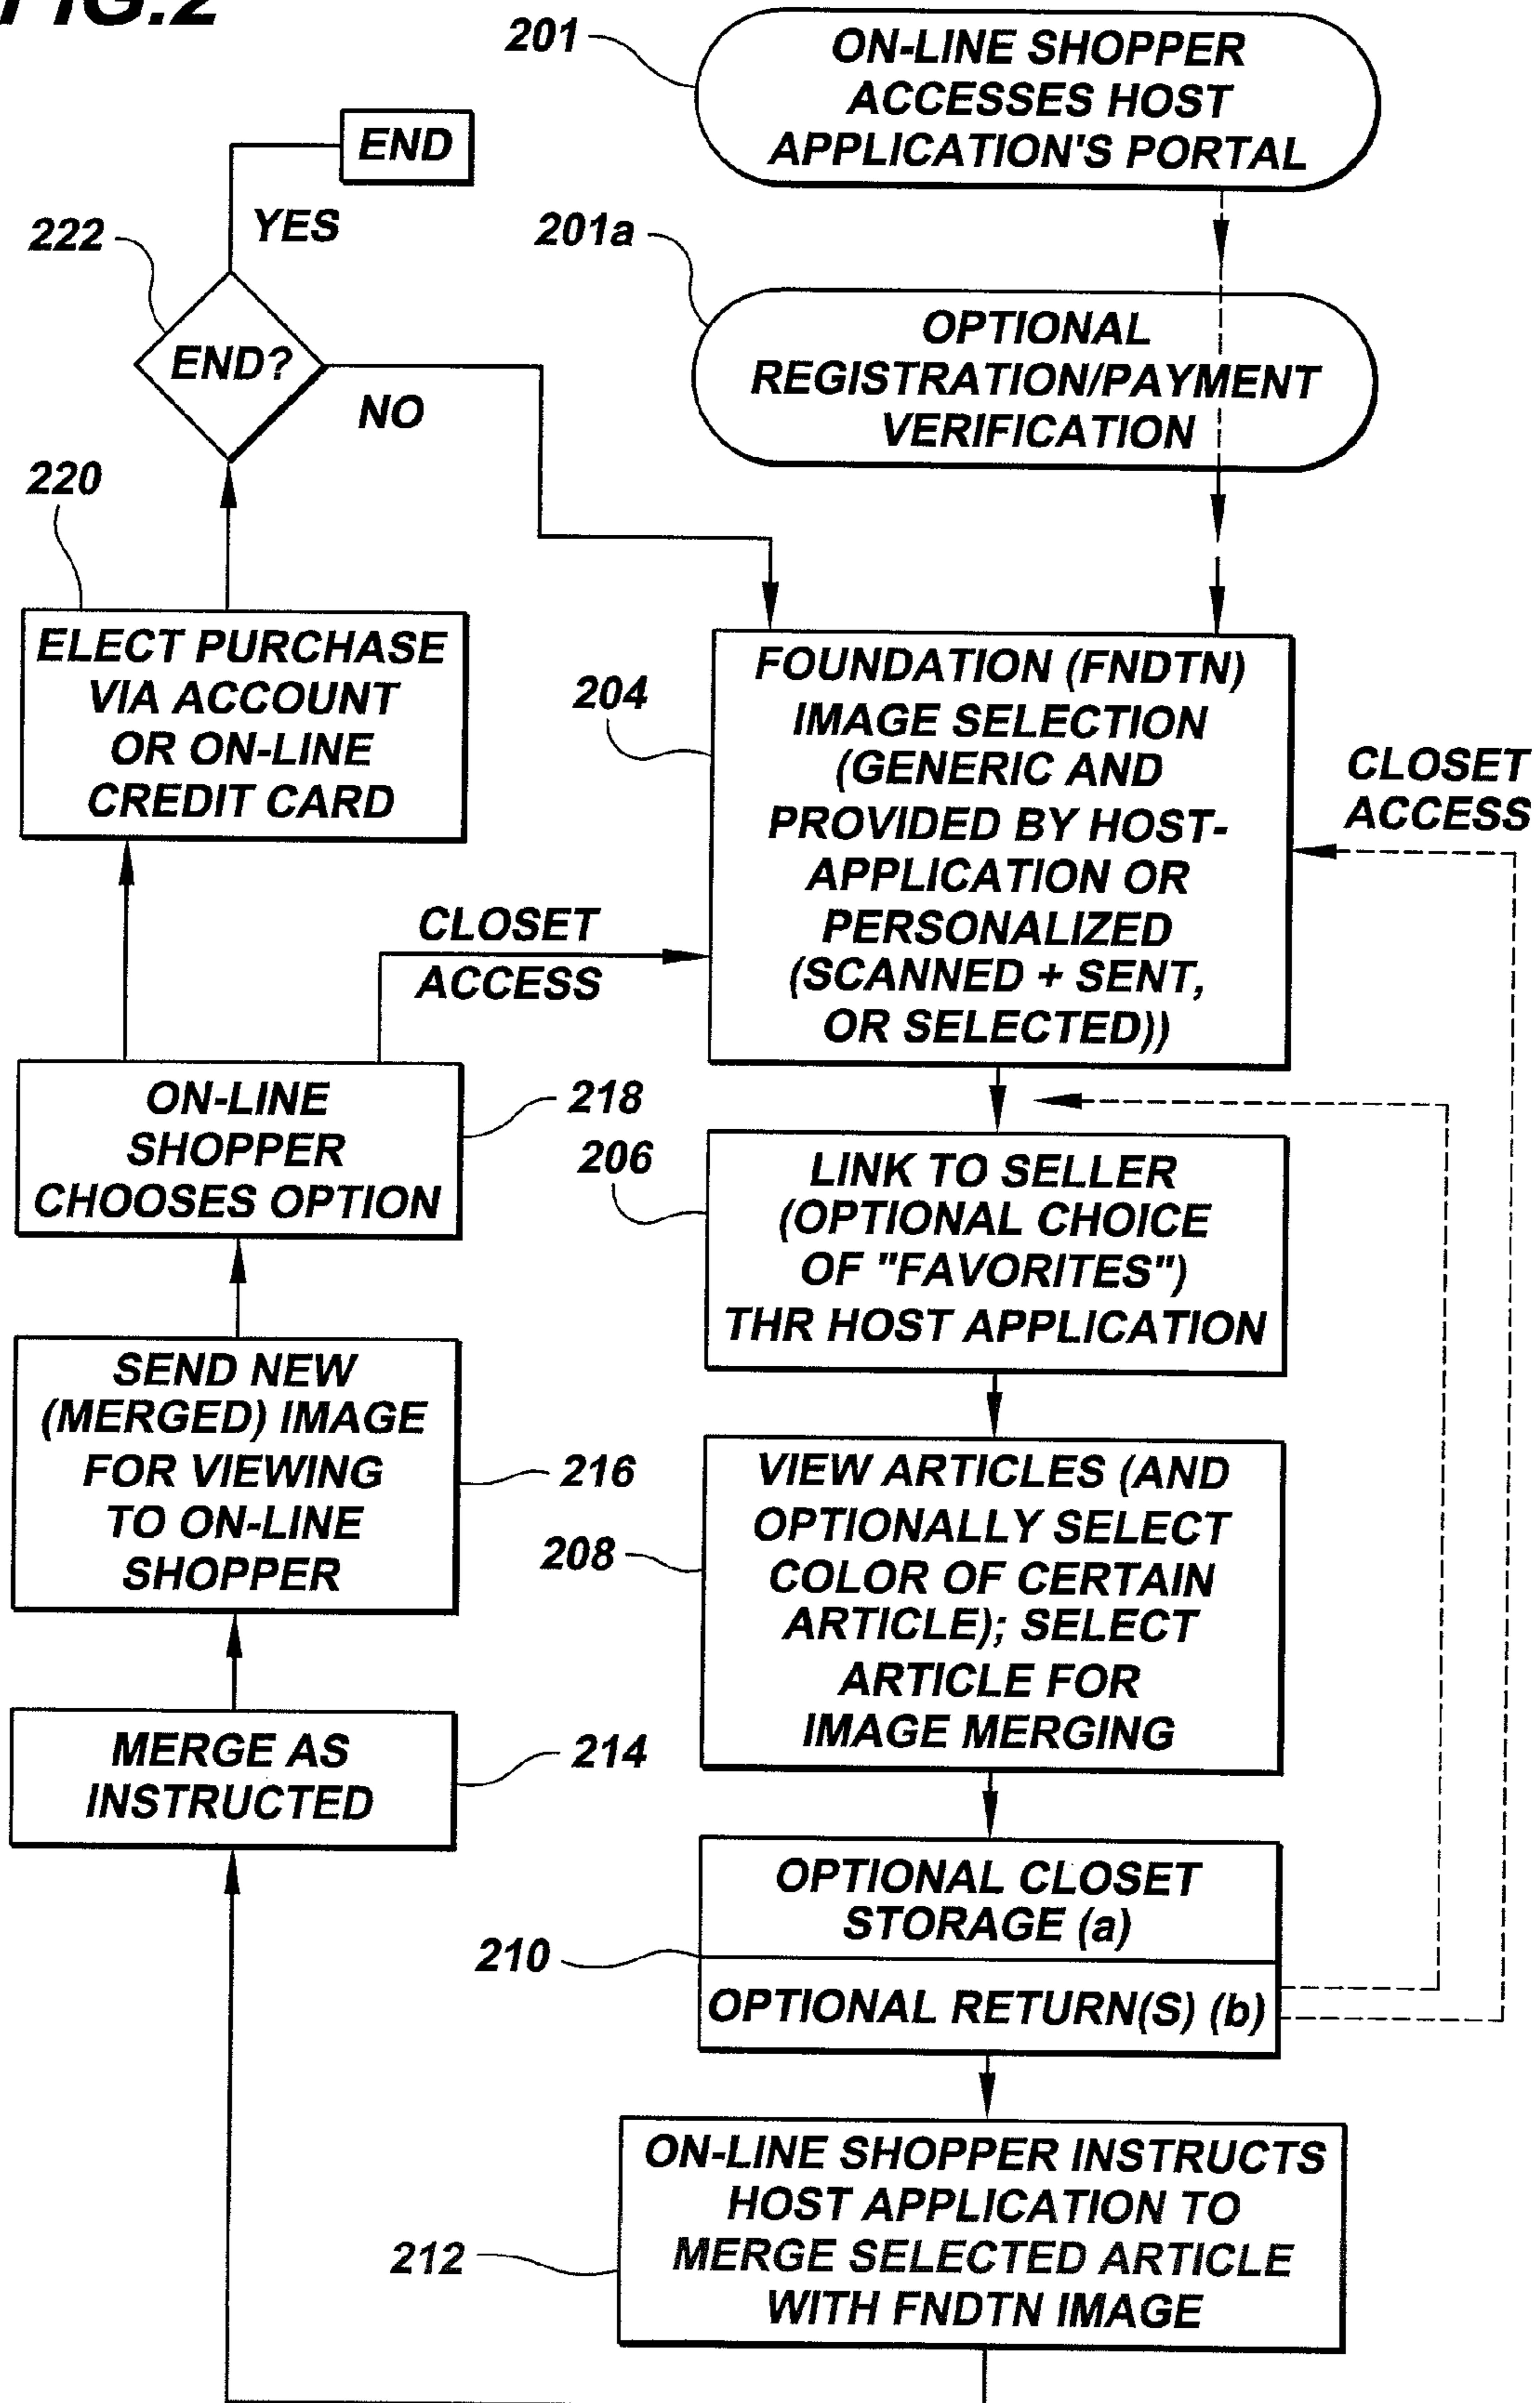 FIG.2
201
ON-LINE SHOPPER
ACCESSES HOST
APPLICATION'S PORTAL
END
YES
222
END?
NO
201a
OPTIONAL
REGISTRATION/PAYMENT
VERIFICATION
220
ELECT PURCHASE
VIA ACCOUNT
OR ON-LINE
CREDIT CARD
204
FOUNDATION (FNDTN)
IMAGE SELECTION
(GENERIC AND
PROVIDED BY HOST-
APPLICATION OR
PERSONALIZED
(SCANNED + SENT,
OR SELECTED))
CLOSET
ACCESS
CLOSET
ACCESS
ON-LINE
SHOPPER
CHOOSES OPTION
218
206
LINK TO SELLER
(OPTIONAL CHOICE
OF "FAVORITES")
THR HOST APPLICATION
SEND NEW
(MERGED) IMAGE
FOR VIEWING
TO ON-LINE
SHOPPER
216
208
VIEW ARTICLES (AND
OPTIONALLY SELECT
COLOR OF CERTAIN
ARTICLE); SELECT
ARTICLE FOR
IMAGE MERGING
MERGE AS
INSTRUCTED
214
OPTIONAL CLOSET
STORAGE (a)
210
OPTIONAL RETURN(S) (b)
212
ON-LINE SHOPPER INSTRUCTS
HOST APPLICATION TO
MERGE SELECTED ARTICLE
WITH FNDTN IMAGE